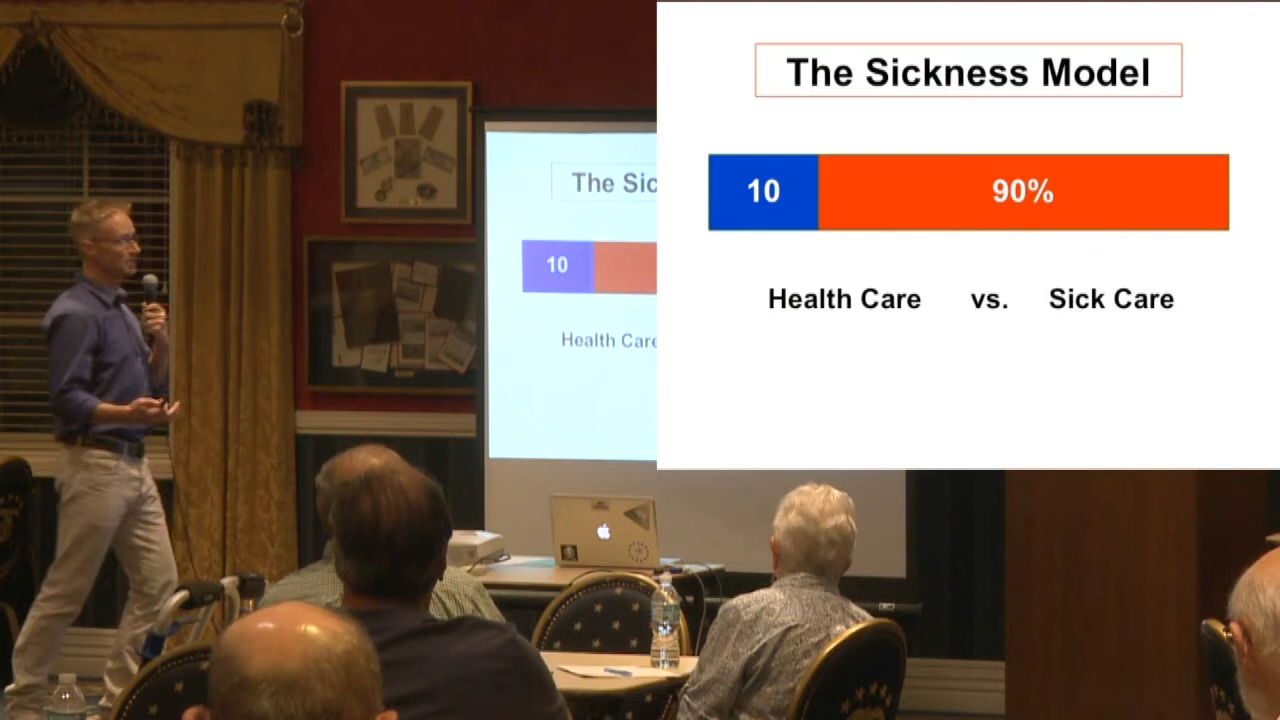 The Sickness Model
10 90%
Health Care vs. Sick Care
The Sic
10
Health Care